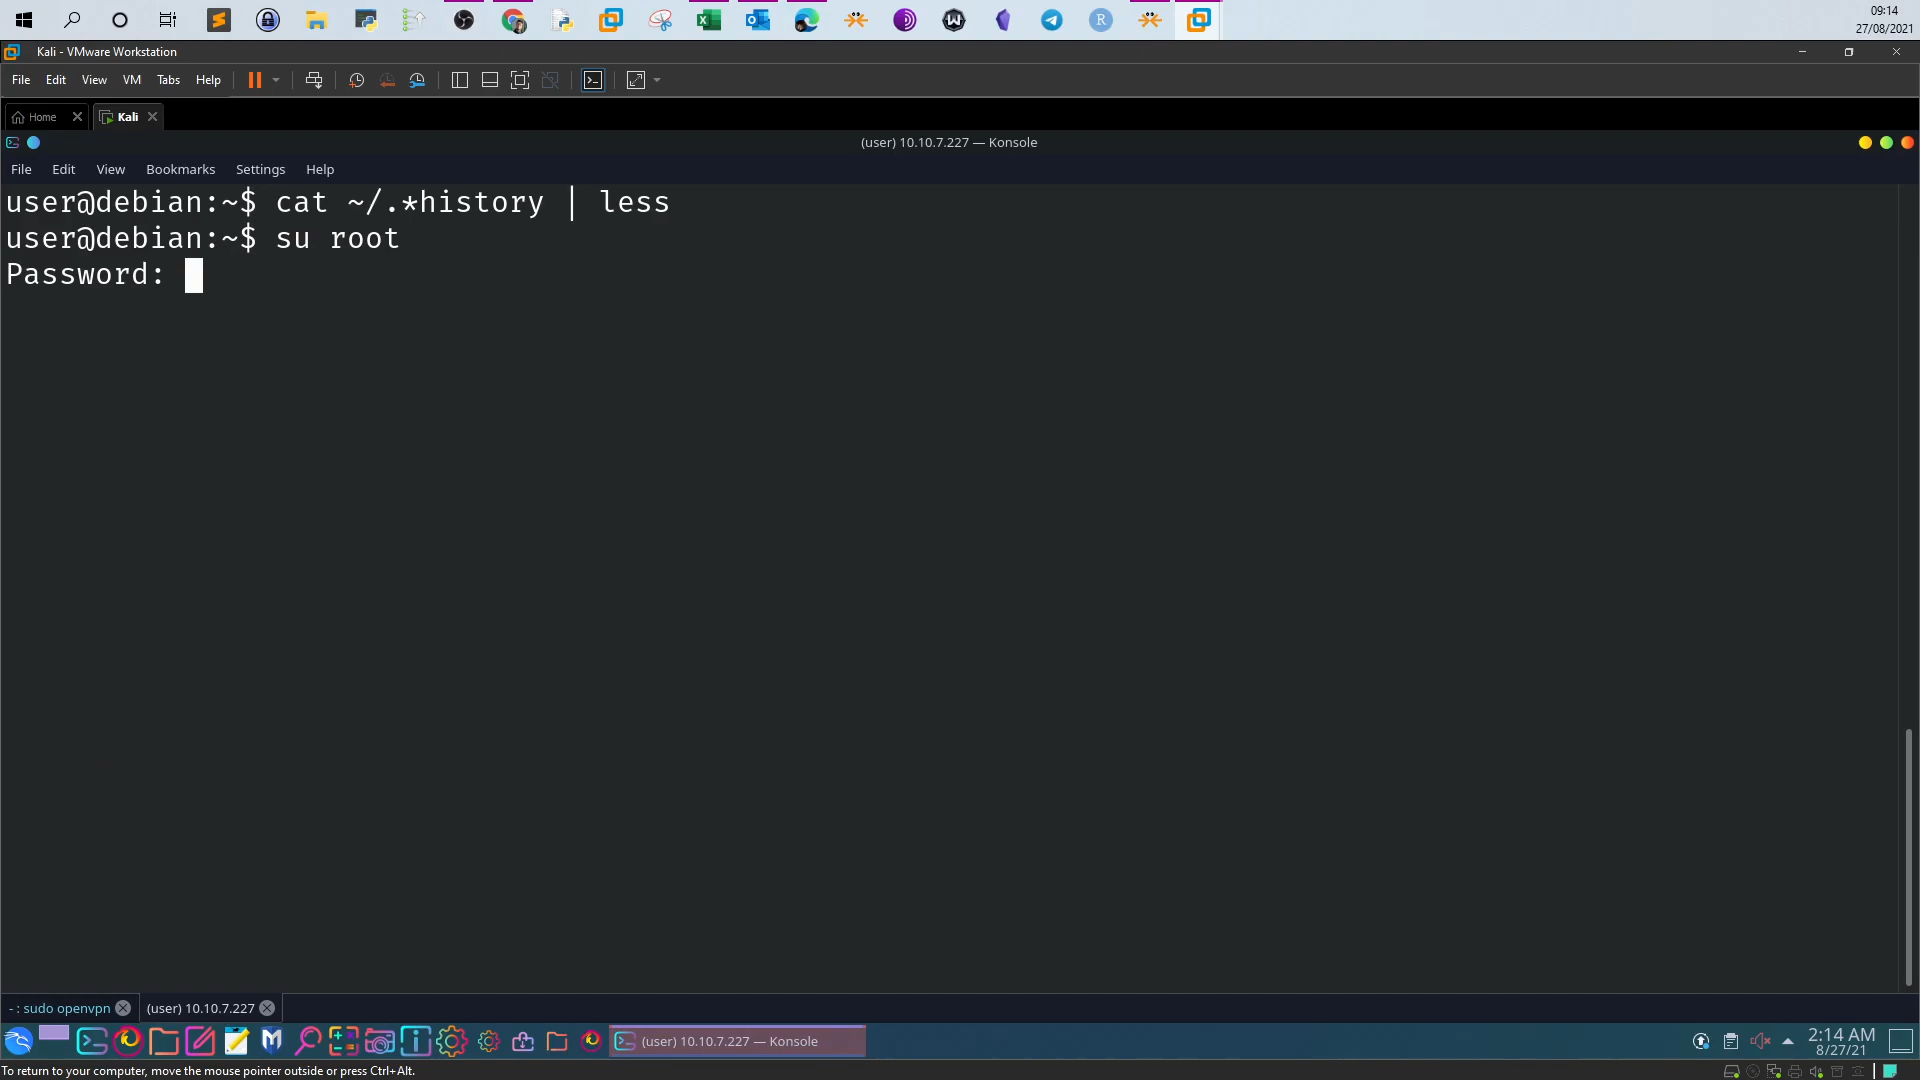 09:14
27/08/2021
Kali - VMware Workstation
File Edit View VM Tabs Help
Home Kali
(user) 10.10.7.227 — Konsole
File Edit View Bookmarks Settings Help
user@debian:~$ cat ~/.*history | less
user@debian:~$ su root
Password:
- : sudo openvpn (user) 10.10.7.227
(user) 10.10.7.227 — Konsole
2:14 AM
8/27/21
To return to your computer, move the mouse pointer outside or press Ctrl+Alt.